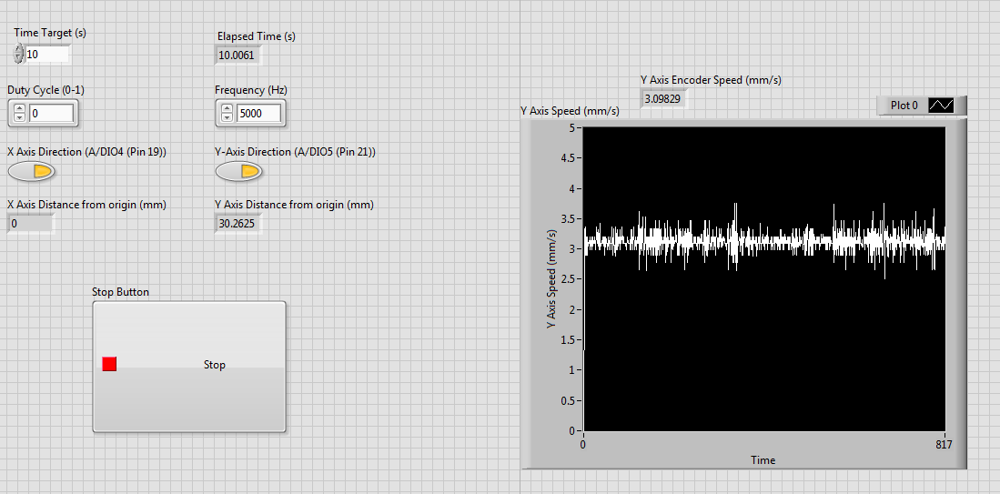 Time Target (s)
10
Elapsed Time (s)
10.0061
Duty Cycle (0-1)
0
Frequency (Hz)
5000
X Axis Direction (A/DIO4 (Pin 19))
Y-Axis Direction (A/DIO5 (Pin 21))
X Axis Distance from origin (mm)
0
Y Axis Distance from origin (mm)
30.2625
Stop Button
Stop
Y Axis Encoder Speed (mm/s)
3.09829
Y Axis Speed (mm/s)
Plot 0
5
4.5
4
3.5
3
2.5
2
1.5
1
0.5
0
Y Axis Speed (mm/s)
0
817
Time